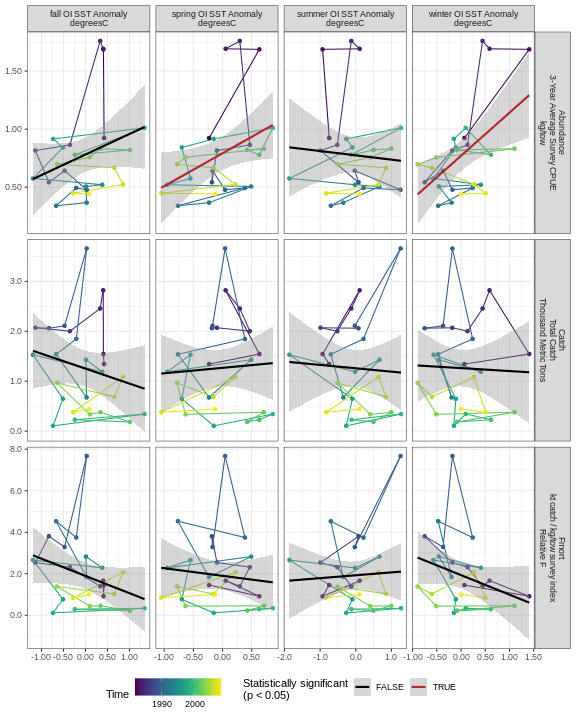 fall OI SST Anomaly
degreesC
spring OI SST Anomaly
degreesC
summer OI SST Anomaly
degreesC
winter OI SST Anomaly
degreesC
1.50
1.00
0.50
Abundance
3-Year Average Survey CPUE
kg/tow
3.0
2.0
1.0
0.0
Catch
Total Catch
Thousand Metric Tons
8.0
6.0
4.0
2.0
0.0
Fmort
kt catch / kg/tow survey index
Relative F
-1.00 -0.50 0.00 0.50 1.00
-1.00 -0.50 0.00 0.50
-2.0 -1.0 0.0 1.0
-1.00 -0.50 0.00 0.50 1.00 1.50
Time
1990 2000
Statistically significant
(p < 0.05)
FALSE
TRUE